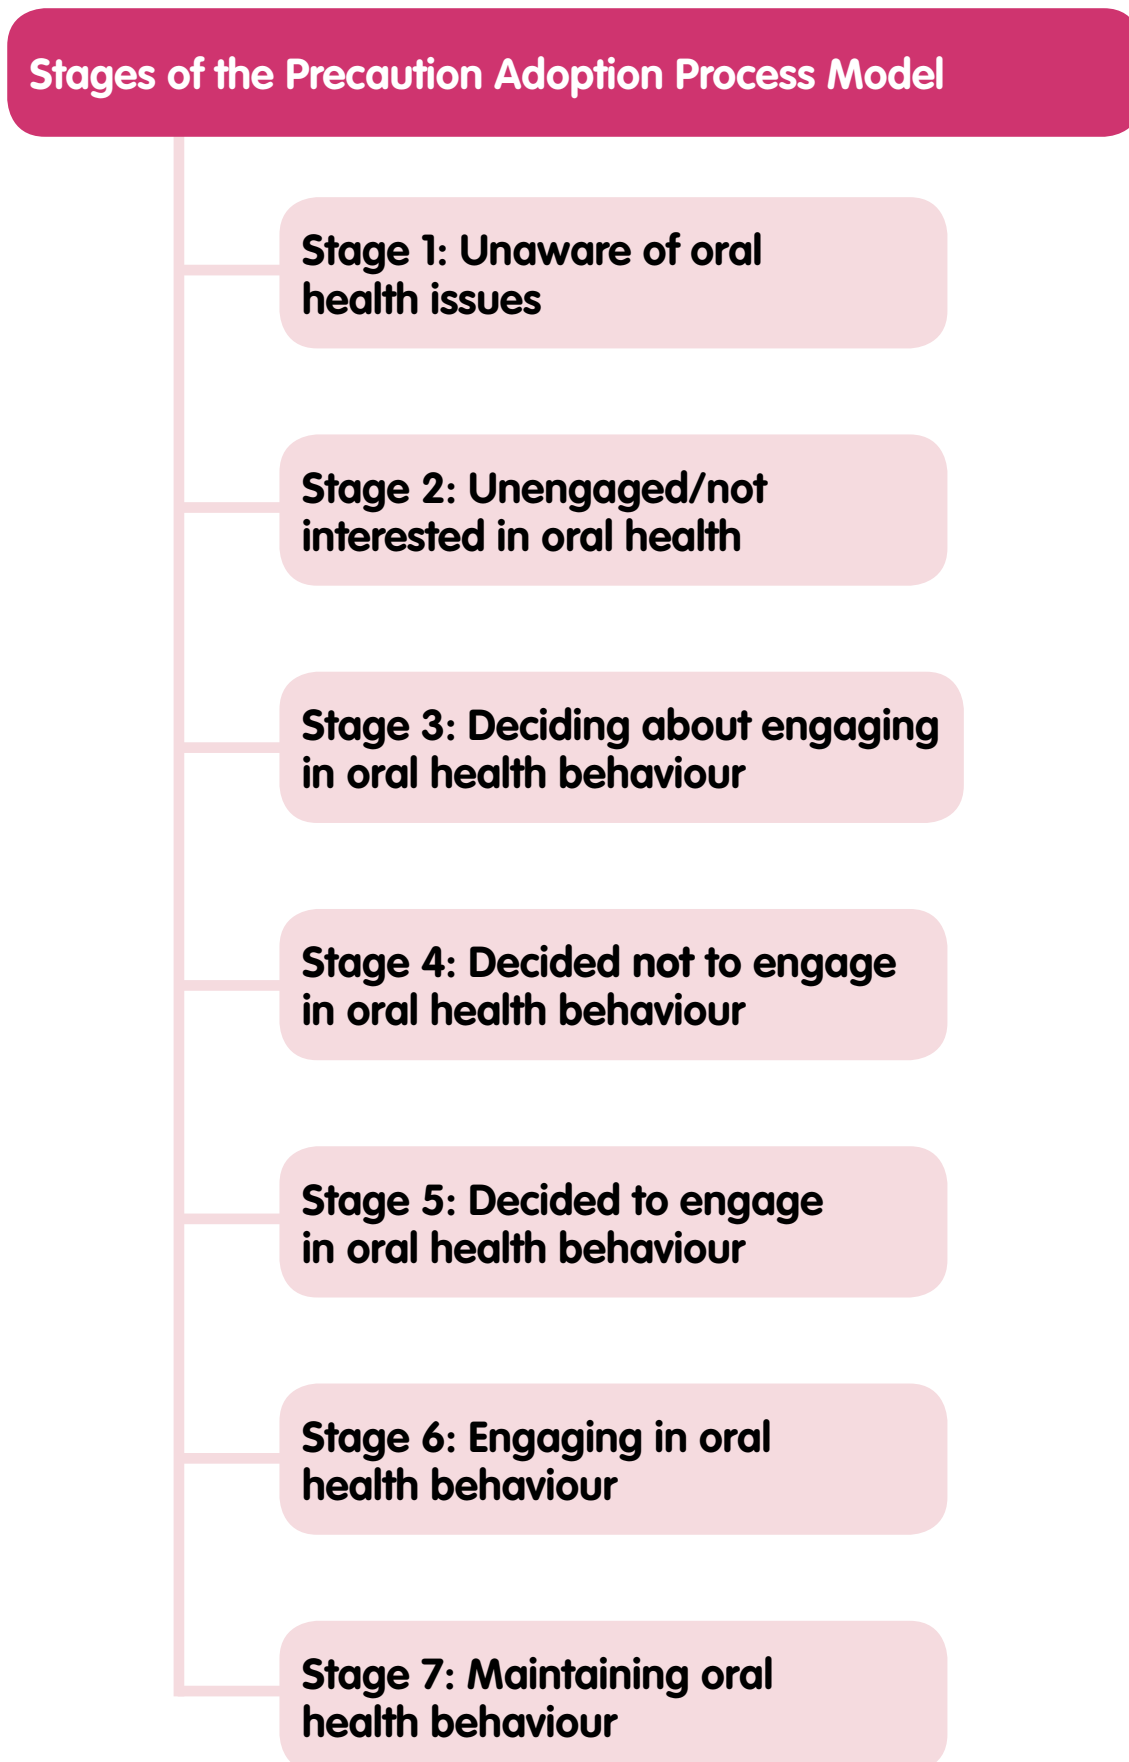 Stages of the Precaution Adoption Process Model
Stage 1: Unaware of oral
health issues
Stage 2: Unengaged/not
interested in oral health
Stage 3: Deciding about engaging
in oral health behaviour
Stage 4: Decided not to engage
in oral health behaviour
Stage 5: Decided to engage
in oral health behaviour
Stage 6: Engaging in oral
health behaviour
Stage 7: Maintaining oral
health behaviour